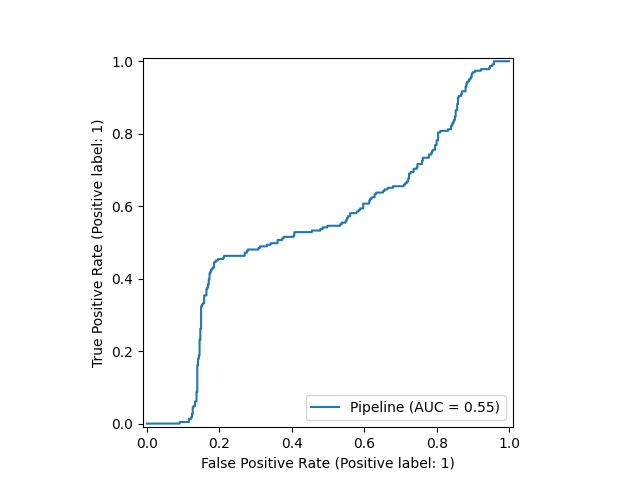 1.0
0.8
0.6
0.4
0.2
0.0
True Positive Rate (Positive label: 1)
Pipeline (AUC = 0.55)
0.0 0.2 0.4 0.6 0.8 1.0
False Positive Rate (Positive label: 1)